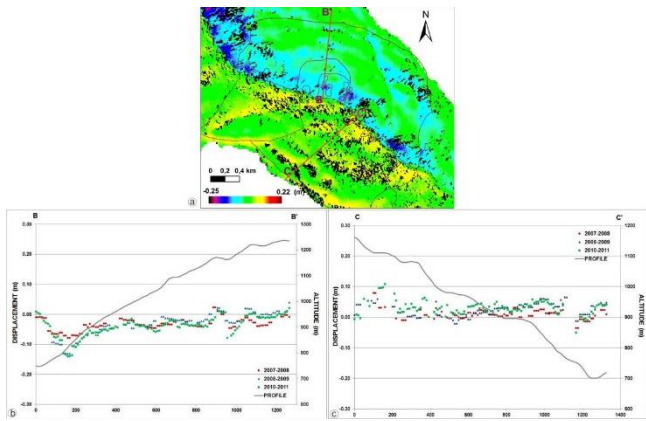 B'
N
B
C'
C
0 0,2 0,4 km
-0.25 0.22 (m)
a
B B'
0.30 1300
2007-2008
2008-2009
2010-2011
PROFILE
0.20 1200
0.10 1100
0.00 1000
-0.10 900
-0.20 800
-0.30 700
600
DISPLACEMENT (m)
ALTITUDE (m)
0 200 400 600 800 1000 1200
b
C C'
0.30 1200
2007-2008
2008-2009
2010-2011
PROFILE
0.20 1100
0.10 1000
0.00 900
-0.10 800
-0.20 700
-0.30 600
DISPLACEMENT (m)
ALTITUDE (m)
0 200 400 600 800 1000 1200 1400
c